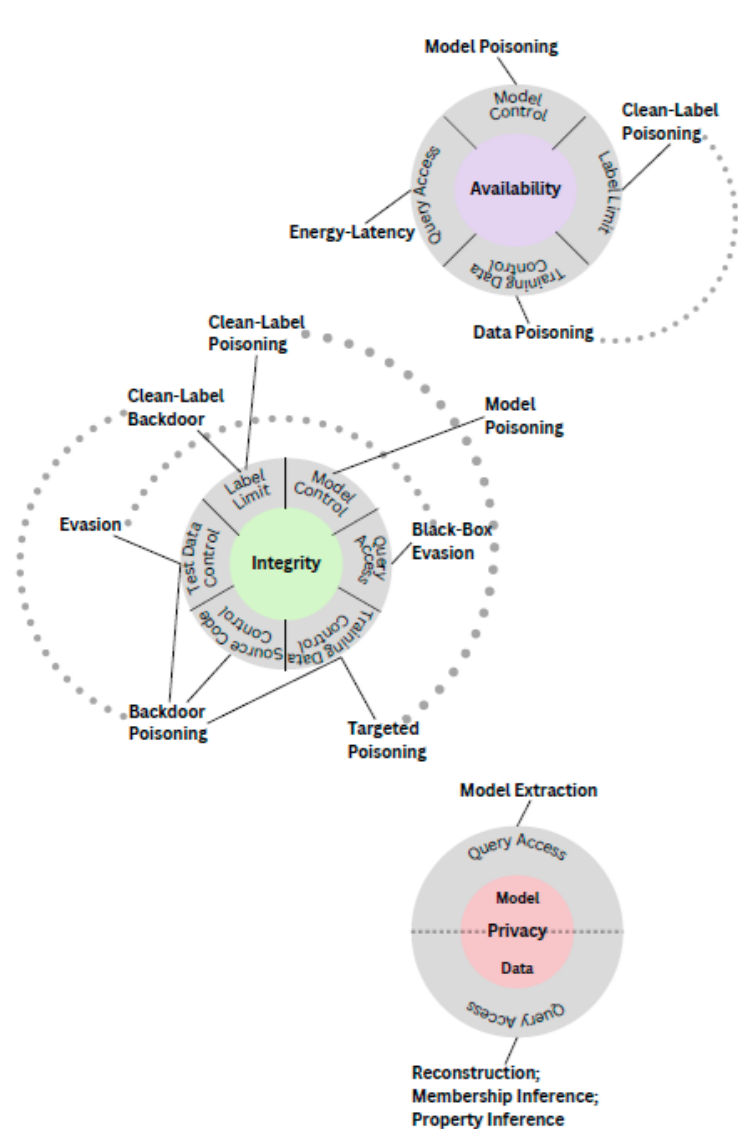 Model Poisoning
Model
Control
Clean-Label
Poisoning
Query Access
Availability
Label Limit
Energy-Latency
Training Data
Control
Data Poisoning
Clean-Label
Poisoning
Clean-Label
Backdoor
Model
Poisoning
Label
Limit
Model
Control
Evasion
Test Data
Control
Integrity
Query
Access
Black-Box
Evasion
Source Code
Control
Training Data
Control
Backdoor
Poisoning
Targeted
Poisoning
Model Extraction
Query Access
Model
Privacy
Data
Query Access
Reconstruction;
Membership Inference;
Property Inference